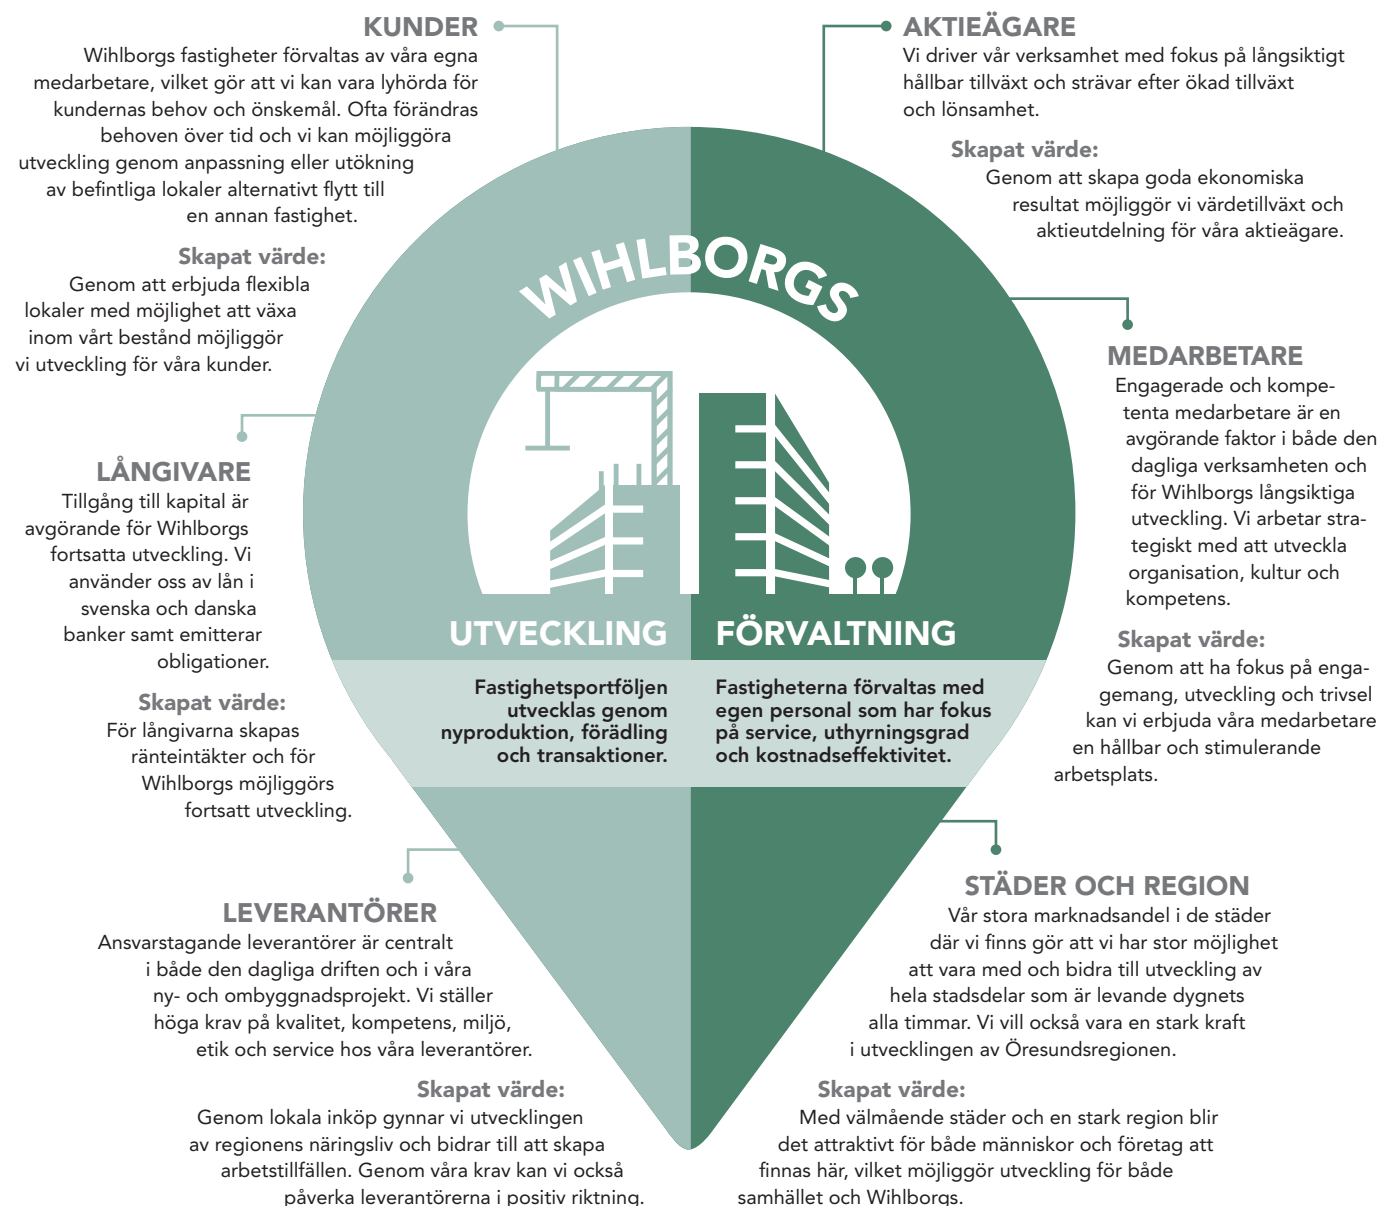 KUNDER
Wihlborgs fastigheter förvaltas av våra egna
medarbetare, vilket gör att vi kan vara lyhörda för
kundernas behov och önskemål. Ofta förändras
behoven över tid och vi kan möjliggöra
utveckling genom anpassning eller utökning
av befintliga lokaler alternativt flytt till
en annan fastighet.
Skapat värde:
Genom att erbjuda flexibla
lokaler med möjlighet att växa
inom vårt bestånd möjliggör
vi utveckling för våra kunder.
LÅNGIVARE
Tillgång till kapital är
avgörande för Wihlborgs
fortsatta utveckling. Vi
använder oss av lån i
svenska och danska
banker samt emitterar
obligationer.
Skapat värde:
För långivarna skapas
ränteintäkter och för
Wihlborgs möjliggörs
fortsatt utveckling.
LEVERANTÖRER
Ansvarstagande leverantörer är centralt
i både den dagliga driften och i våra
ny- och ombyggnadsprojekt. Vi ställer
höga krav på kvalitet, kompetens, miljö,
etik och service hos våra leverantörer.
Skapat värde:
Genom lokala inköp gynnar vi utvecklingen
av regionens näringsliv och bidrar till att skapa
arbetstillfällen. Genom våra krav kan vi också
påverka leverantörerna i positiv riktning.
WIHLBORGS
UTVECKLING
Fastighetsportföljen
utvecklas genom
nyproduktion, förädling
och transaktioner.
FÖRVALTNING
Fastigheterna förvaltas med
egen personal som har fokus
på service, uthyrningsgrad
och kostnadseffektivitet.
AKTIEÄGARE
Vi driver vår verksamhet med fokus på långsiktigt
hållbar tillväxt och strävar efter ökad tillväxt
och lönsamhet.
Skapat värde:
Genom att skapa goda ekonomiska
resultat möjliggör vi värdetillväxt och
aktieutdelning för våra aktieägare.
MEDARBETARE
Engagerade och kompe-
tenta medarbetare är en
avgörande faktor i både den
dagliga verksamheten och
för Wihlborgs långsiktiga
utveckling. Vi arbetar stra-
tegiskt med att utveckla
organisation, kultur och
kompetens.
Skapat värde:
Genom att ha fokus på enga-
gemang, utveckling och trivsel
kan vi erbjuda våra medarbetare
en hållbar och stimulerande
arbetsplats.
STÄDER OCH REGION
Vår stora marknadsandel i de städer
där vi finns gör att vi har stor möjlighet
att vara med och bidra till utveckling av
hela stadsdelar som är levande dygnets
alla timmar. Vi vill också vara en stark kraft
i utvecklingen av Öresundsregionen.
Skapat värde:
Med välmående städer och en stark region blir
det attraktivt för både människor och företag att
finnas här, vilket möjliggör utveckling för både
samhället och Wihlborgs.